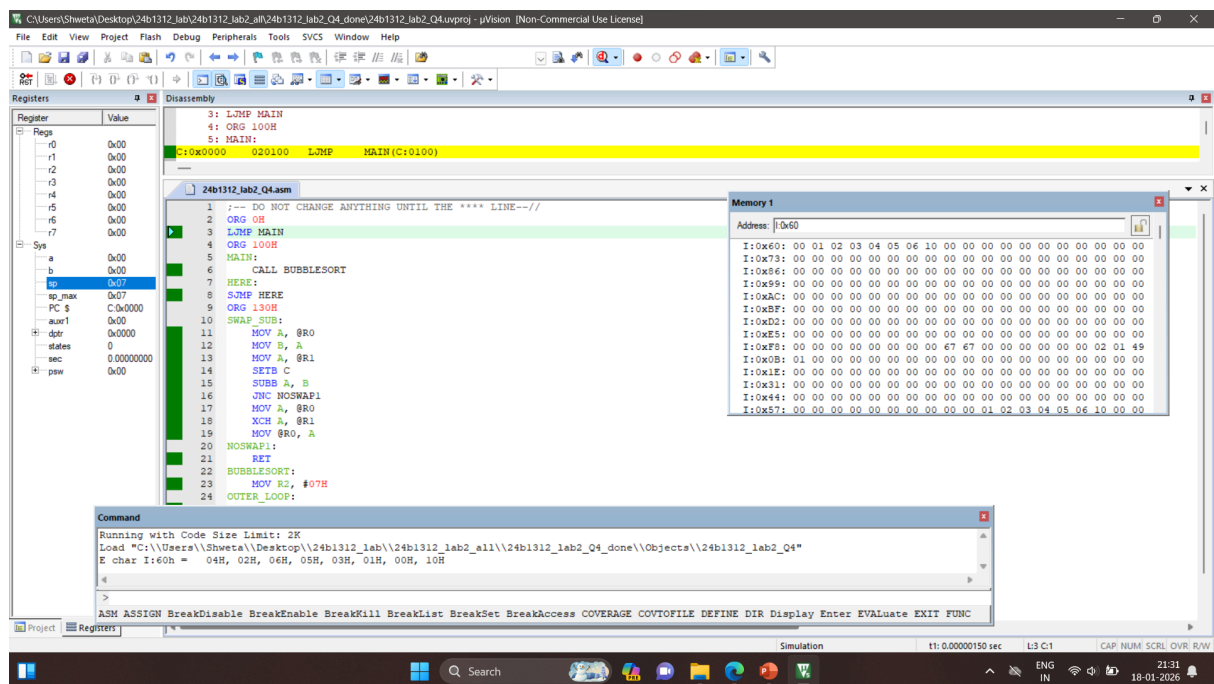 C:\Users\Shweta\Desktop\24b1312_lab\24b1312_lab2_all\24b1312_lab2_Q4_done\24b1312_lab2_Q4.uvproj - µVision [Non-Commercial Use License]
File Edit View Project Flash Debug Peripherals Tools SVCS Window Help
RST
Registers
Register Value
Regs
r0 0x00
r1 0x00
r2 0x00
r3 0x00
r4 0x00
r5 0x00
r6 0x00
r7 0x00
Sys
a 0x00
b 0x00
sp 0x07
sp_max 0x07
PC $ C:0x0000
auxr1 0x00
dptr 0x0000
states 0
sec 0.00000000
psw 0x00
Project Registers
Disassembly
3: LJMP MAIN
4: ORG 100H
5: MAIN:
C:0x0000 020100 LJMP MAIN(C:0100)
24b1312_lab2_Q4.asm
1 ;-- DO NOT CHANGE ANYTHING UNTIL THE **** LINE--//
2 ORG 0H
3 LJMP MAIN
4 ORG 100H
5 MAIN:
6 CALL BUBBLESORT
7 HERE:
8 SJMP HERE
9 ORG 130H
10 SWAP_SUB:
11 MOV A, @R0
12 MOV B, A
13 MOV A, @R1
14 SETB C
15 SUBB A, B
16 JNC NOSWAP1
17 MOV A, @R0
18 XCH A, @R1
19 MOV @R0, A
20 NOSWAP1:
21 RET
22 BUBBLESORT:
23 MOV R2, #07H
24 OUTER_LOOP:
Memory 1
Address: I:0x60
I:0x60: 00 01 02 03 04 05 06 10 00 00 00 00 00 00 00 00 00 00 00
I:0x73: 00 00 00 00 00 00 00 00 00 00 00 00 00 00 00 00 00 00 00
I:0x86: 00 00 00 00 00 00 00 00 00 00 00 00 00 00 00 00 00 00 00
I:0x99: 00 00 00 00 00 00 00 00 00 00 00 00 00 00 00 00 00 00 00
I:0xAC: 00 00 00 00 00 00 00 00 00 00 00 00 00 00 00 00 00 00 00
I:0xBF: 00 00 00 00 00 00 00 00 00 00 00 00 00 00 00 00 00 00 00
I:0xD2: 00 00 00 00 00 00 00 00 00 00 00 00 00 00 00 00 00 00 00
I:0xE5: 00 00 00 00 00 00 00 00 00 00 00 00 00 00 00 00 00 00 00
I:0xF8: 00 00 00 00 00 00 00 00 67 67 00 00 00 00 00 00 02 01 49
I:0x0B: 01 00 00 00 00 00 00 00 00 00 00 00 00 00 00 00 00 00 00
I:0x1E: 00 00 00 00 00 00 00 00 00 00 00 00 00 00 00 00 00 00 00
I:0x31: 00 00 00 00 00 00 00 00 00 00 00 00 00 00 00 00 00 00 00
I:0x44: 00 00 00 00 00 00 00 00 00 00 00 00 00 00 00 00 00 00 00
I:0x57: 00 00 00 00 00 00 00 00 00 00 01 02 03 04 05 06 10 00 00
Command
Running with Code Size Limit: 2K
Load "C:\\Users\\Shweta\\Desktop\\24b1312_lab\\24b1312_lab2_all\\24b1312_lab2_Q4_done\\Objects\\24b1312_lab2_Q4"
E char I:60h = 04H, 02H, 06H, 05H, 03H, 01H, 00H, 10H
>
ASM ASSIGN BreakDisable BreakEnable BreakKill BreakList BreakSet BreakAccess COVERAGE COVTOFILE DEFINE DIR Display Enter EVALuate EXIT FUNC
Simulation t1: 0.00000150 sec L:3 C:1 CAP NUM SCRL OVR R/W
Search
PRE
ENG
IN
21:31
18-01-2026